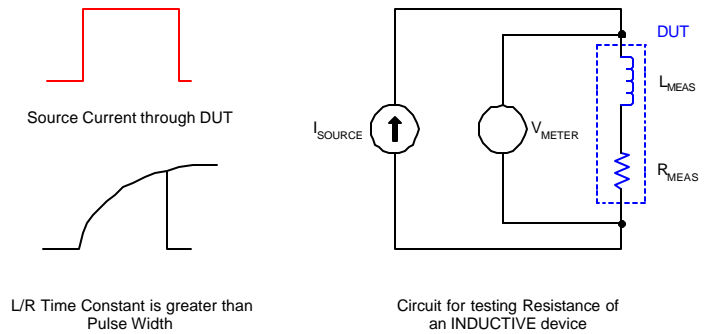 Source Current through DUT
L/R Time Constant is greater than
Pulse Width
DUT
L_MEAS
I_SOURCE
V_METER
R_MEAS
Circuit for testing Resistance of
an INDUCTIVE device